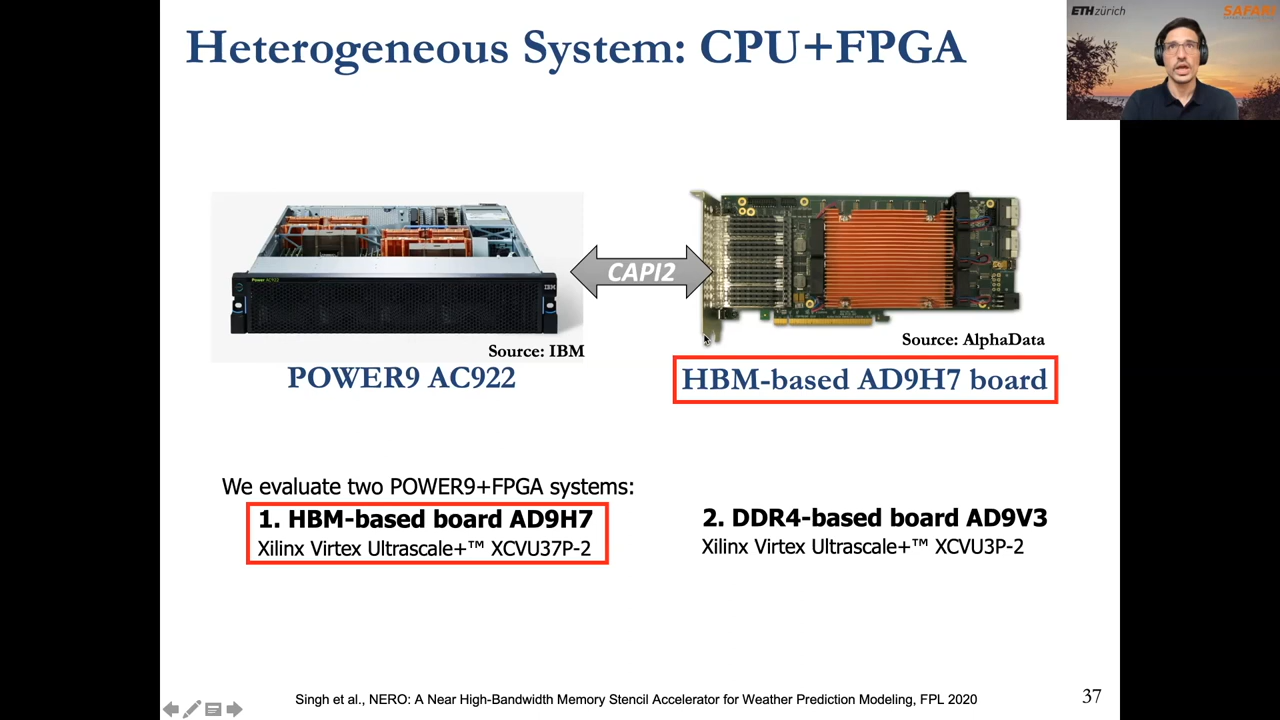 Heterogeneous System: CPU+FPGA
ETH zürich
SAFARI
Power AC922
IBM
CAPI2
Source: IBM
Source: AlphaData
POWER9 AC922
HBM-based AD9H7 board
We evaluate two POWER9+FPGA systems:
1. HBM-based board AD9H7
Xilinx Virtex Ultrascale+™ XCVU37P-2
2. DDR4-based board AD9V3
Xilinx Virtex Ultrascale+™ XCVU3P-2
Singh et al., NERO: A Near High-Bandwidth Memory Stencil Accelerator for Weather Prediction Modeling, FPL 2020
37